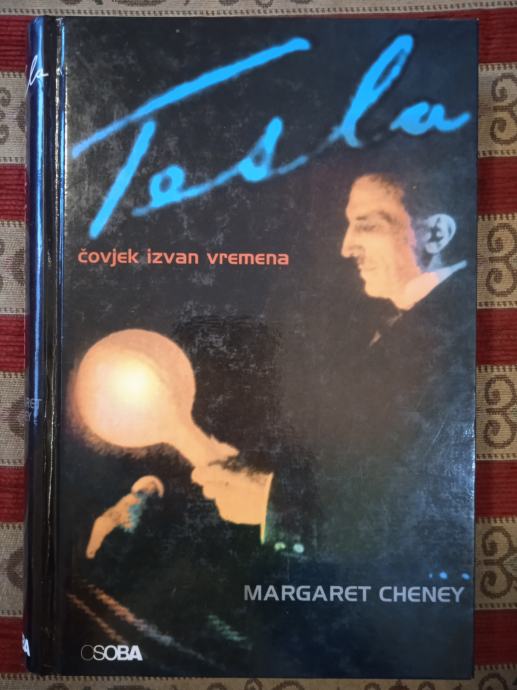 Tesla
čovjek izvan vremena
MARGARET CHENEY
OSOBA